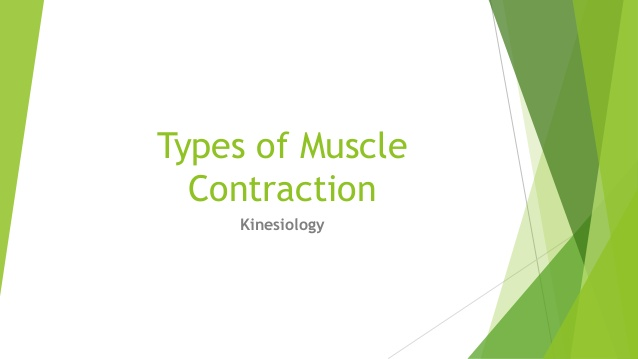 Types of Muscle
Contraction
Kinesiology